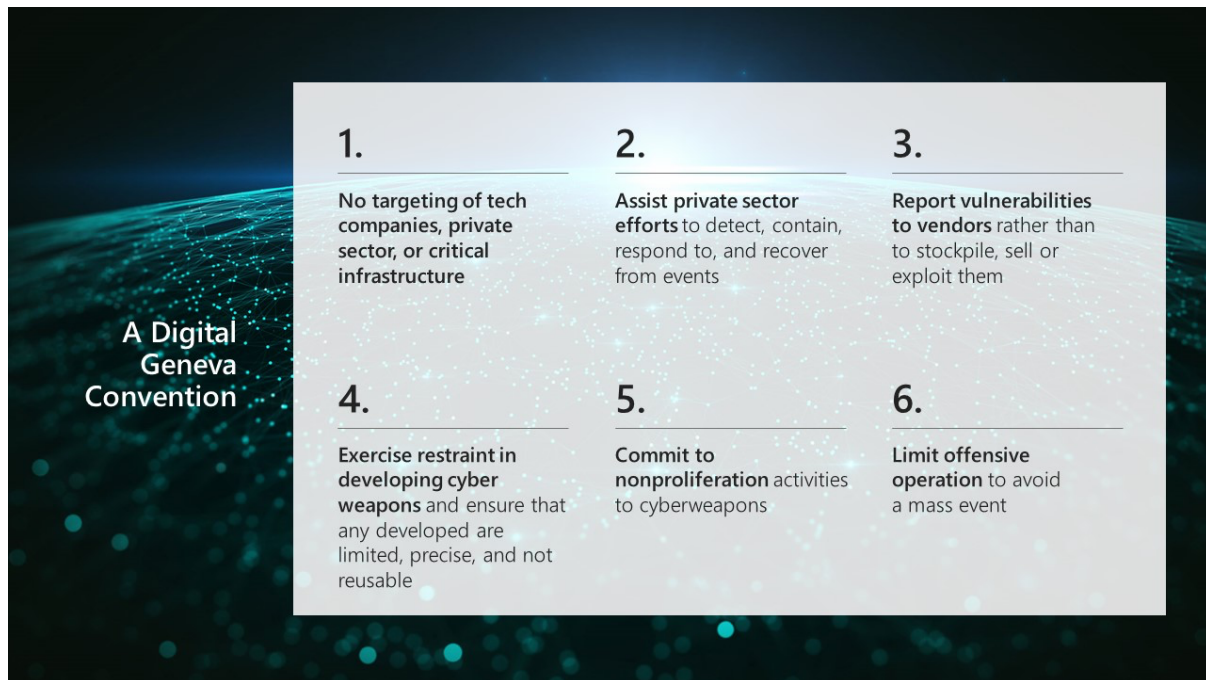 A Digital
Geneva
Convention
1.
No targeting of tech
companies, private
sector, or critical
infrastructure
2.
Assist private sector
efforts to detect, contain,
respond to, and recover
from events
3.
Report vulnerabilities
to vendors rather than
to stockpile, sell or
exploit them
4.
Exercise restraint in
developing cyber
weapons and ensure that
any developed are
limited, precise, and not
reusable
5.
Commit to
nonproliferation activities
to cyberweapons
6.
Limit offensive
operation to avoid
a mass event